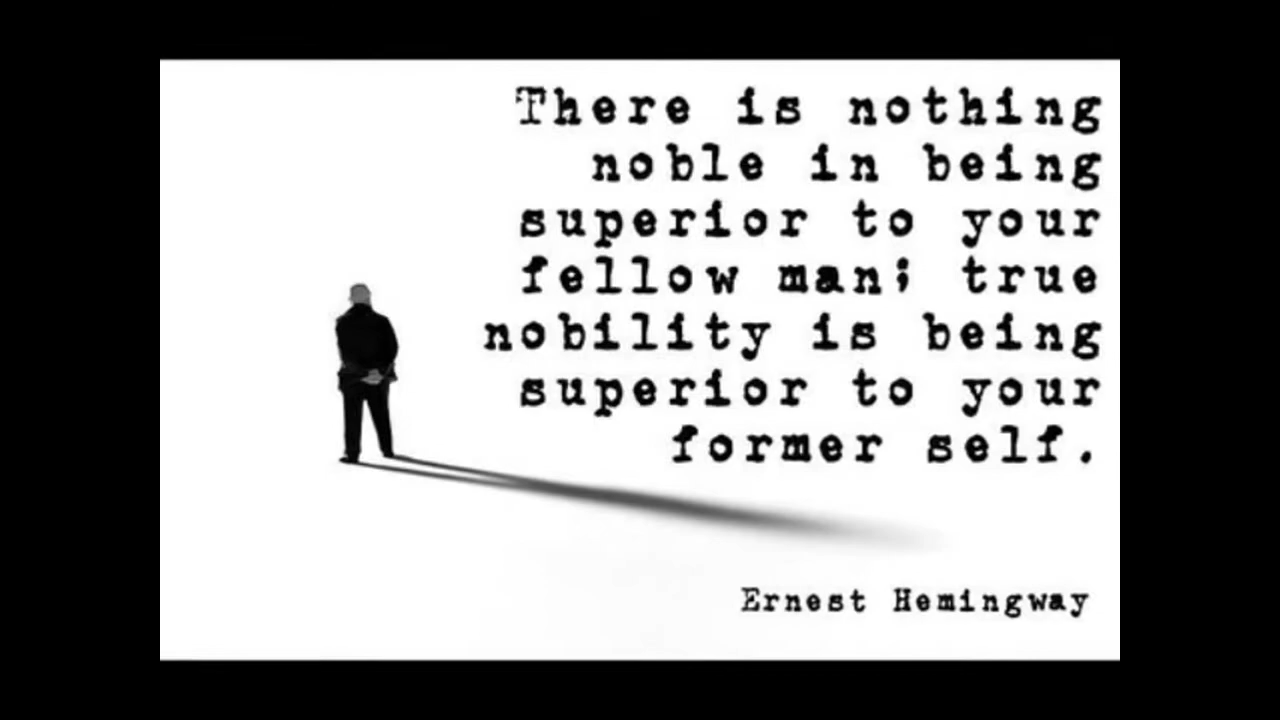 There is nothing
noble in being
superior to your
fellow man; true
nobility is being
superior to your
former self.
Ernest Hemingway